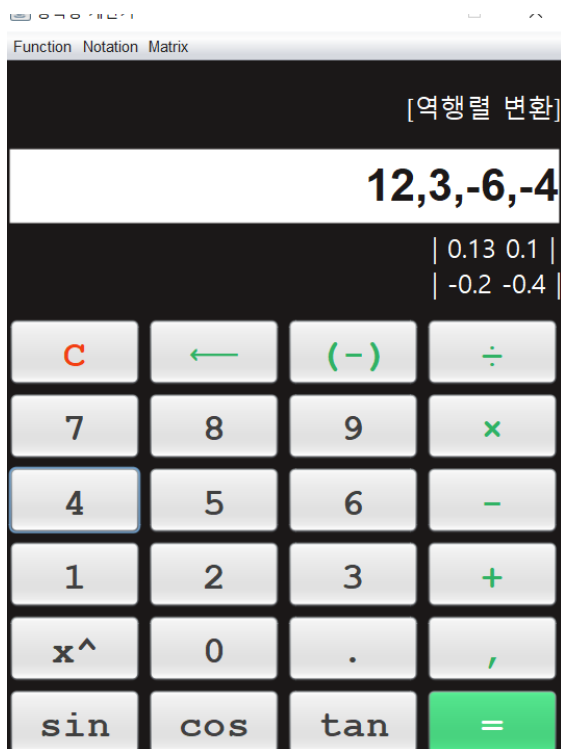 Function Notation Matrix
[역행렬 변환]
12,3,-6,-4
| 0.13 0.1 |
| -0.2 -0.4 |
C ← (-) ÷
7 8 9 ×
4 5 6 -
1 2 3 +
x^ 0 . ,
sin cos tan =